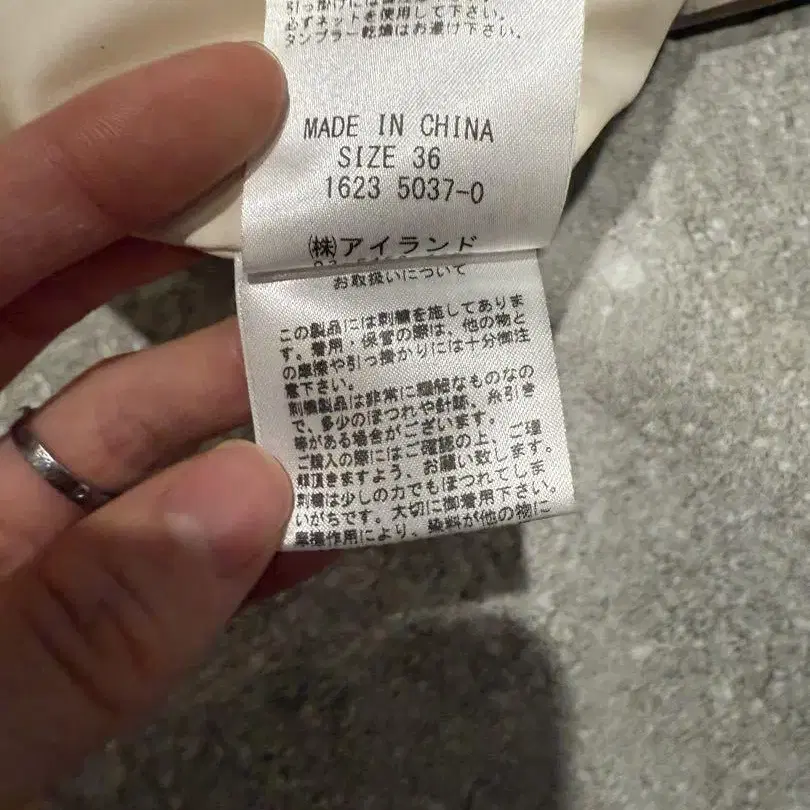 引っ掛けには
必ずネットを使用して下さい。
タンブラー乾燥はお避け下さい。
MADE IN CHINA
SIZE 36
1623 5037-0
㈱アイランド
お取扱いについて
この製品には刺繍を施してありま
す。着用・保管の際は、他の物と
の摩擦や引っ掛かりには十分御注
意下さい。
刺繍製品は非常に繊細なものなの
で、多少のほつれや針跡、糸引き
等がある場合がございます。
ご購入の際にはご確認の上、ご理
解頂きますよう、お願い致します。
刺繍は少しの力でもほつれてしま
いがちです。大切に御着用下さい。
摩擦作用により、染料が他の物に